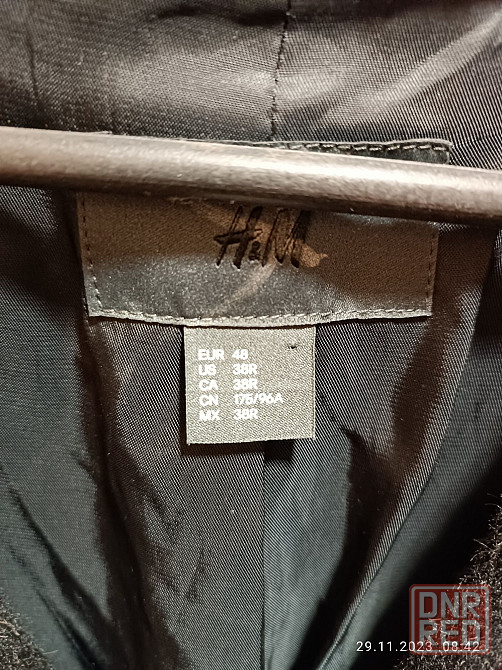 H&M
EUR 48
US 38R
CA 38R
CN 175/96A
MX 38R
DNR
RED
29.11.2023 08:42